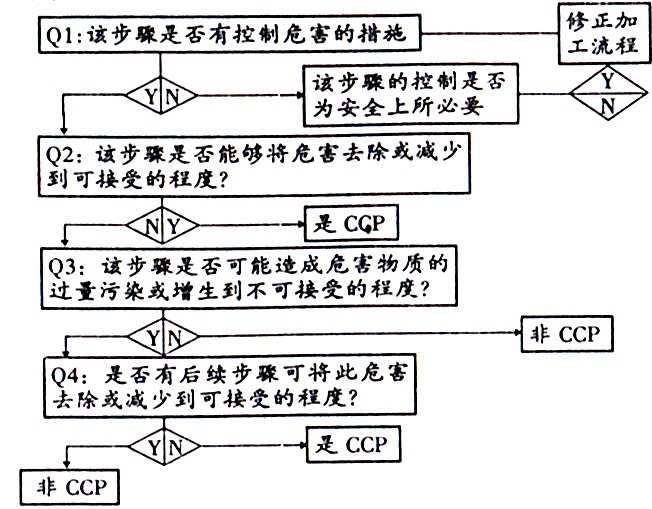 Q1:该步骤是否有控制危害的措施
修正加
工流程
Y N
该步骤的控制是否
为安全上所必要
Y
N
Q2：该步骤是否能够将危害去除或减少
到可接受的程度？
N Y
是 CCP
Q3：该步骤是否可能造成危害物质的
过量污染或增生到不可接受的程度？
Y N
非 CCP
Q4：是否有后续步骤可将此危害
去除或减少到可接受的程度？
Y N
是 CCP
非 CCP